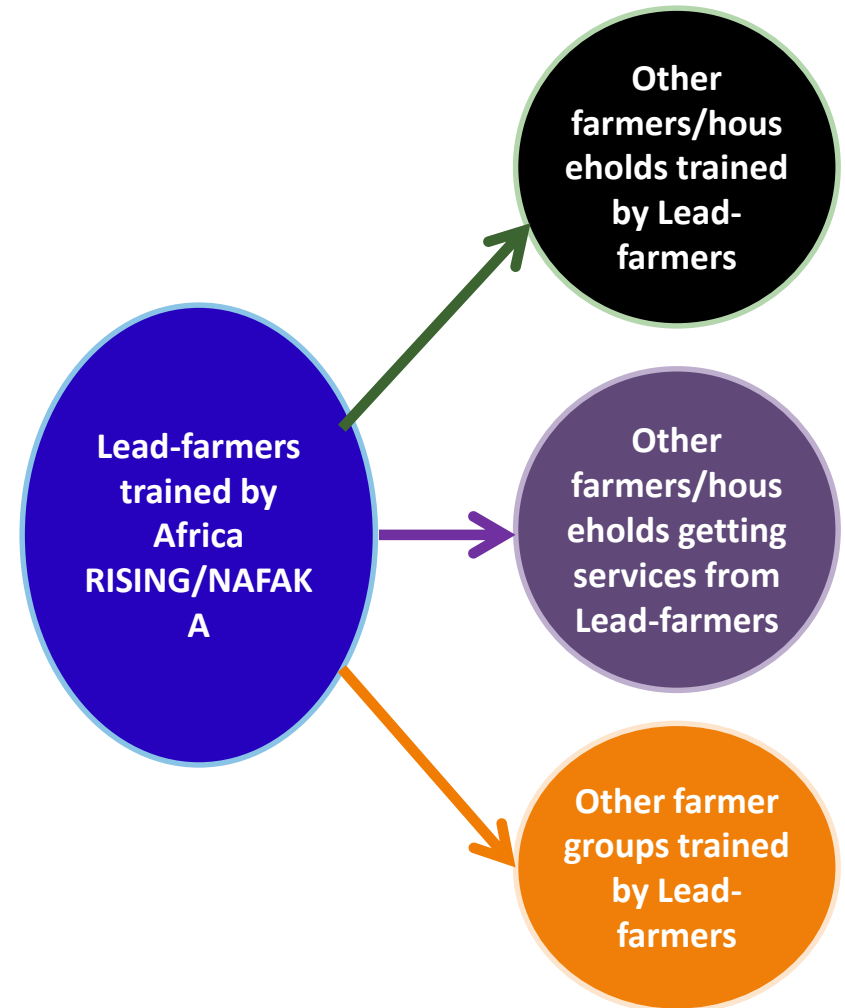 Other
farmers/hous
eholds trained
by Lead-
farmers
Lead-farmers
trained by
Africa
RISING/NAFAK
A
Other
farmers/hous
eholds getting
services from
Lead-farmers
Other farmer
groups trained
by Lead-
farmers